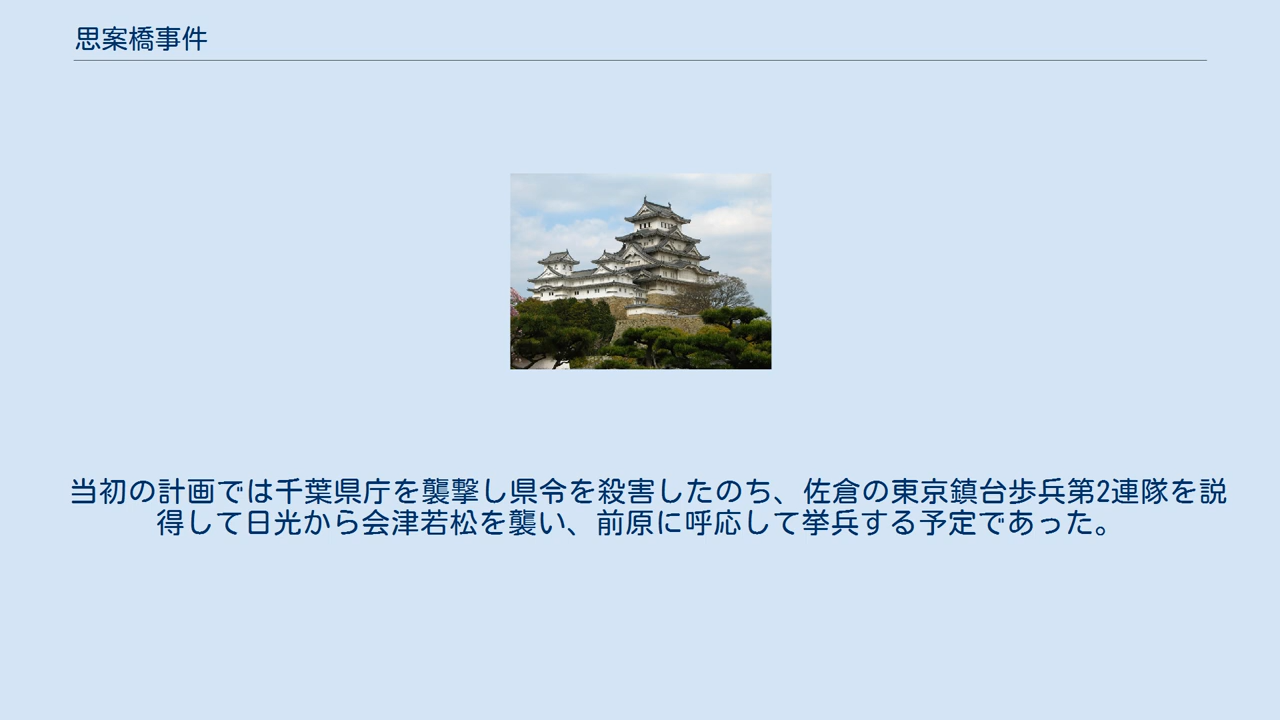 思案橋事件
当初の計画では千葉県庁を襲撃し県令を殺害したのち、佐倉の東京鎮台歩兵第2連隊を説
得して日光から会津若松を襲い、前原に呼応して挙兵する予定であった。